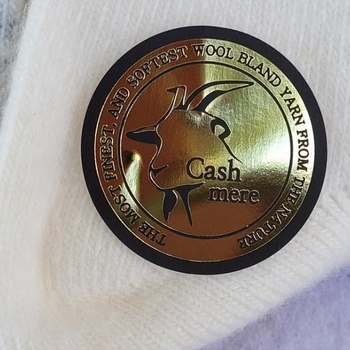 THE MOST FINEST, AND SOFTEST WOOL BLAND YARN FROM THE NATURE
Cash
mere